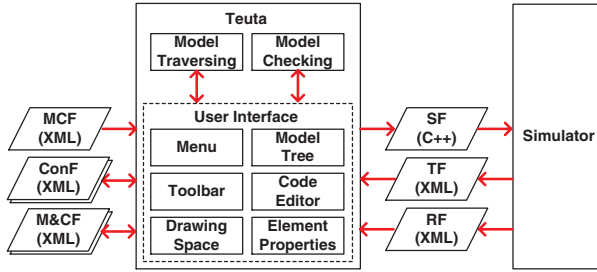 Teuta
Model
Traversing
Model
Checking
User Interface
Menu
Model
Tree
Toolbar
Code
Editor
Drawing
Space
Element
Properties
MCF
(XML)
ConF
(XML)
M&CF
(XML)
SF
(C++)
TF
(XML)
RF
(XML)
Simulator